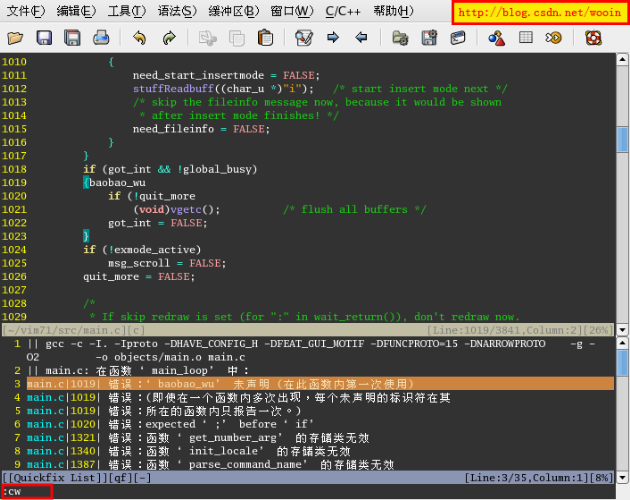 文件(F) 编辑(E) 工具(T) 语法(S) 缓冲区(B) 窗口(W) C/C++ 帮助(H) http://blog.csdn.net/wooin
1010 {
1011 need_start_insertmode = FALSE;
1012 stuffReadbuff((char_u *)"i"); /* start insert mode next */
1013 /* skip the fileinfo message now, because it would be shown
1014 * after insert mode finishes! */
1015 need_fileinfo = FALSE;
1016 }
1017 }
1018 if (got_int && !global_busy)
1019 {baobao_wu
1020 if (!quit_more
1021 (void)vgetc(); /* flush all buffers */
1022 got_int = FALSE;
1023 }
1024 if (!exmode_active)
1025 msg_scroll = FALSE;
1026 quit_more = FALSE;
1027
1028 /*
1029 * If skip redraw is set (for ":" in wait_return()), don't redraw now.
[~/vim71/src/main.c][c] [Line:1019/3841,Column:2][26%]
1 || gcc -c -I. -Iproto -DHAVE_CONFIG_H -DFEAT_GUI_MOTIF -DFUNCPROTO=15 -DNARROWPROTO -g -
O2 -o objects/main.o main.c
2 || main.c: 在函数‘ main_loop’ 中：
3 main.c|1019| 错误：‘ baobao_wu’ 未声明 (在此函数内第一次使用)
4 main.c|1019| 错误：(即使在一个函数内多次出现，每个未声明的标识符在其
5 main.c|1019| 错误：所在的函数内只报告一次。)
6 main.c|1020| 错误：expected ‘ ;’ before ‘ if’
7 main.c|1321| 错误：函数‘ get_number_arg’ 的存储类无效
8 main.c|1340| 错误：函数‘ init_locale’ 的存储类无效
9 main.c|1387| 错误：函数‘ parse_command_name’ 的存储类无效
[[Quickfix List]][qf][-] [Line:3/35,Column:1][8%]
:cw